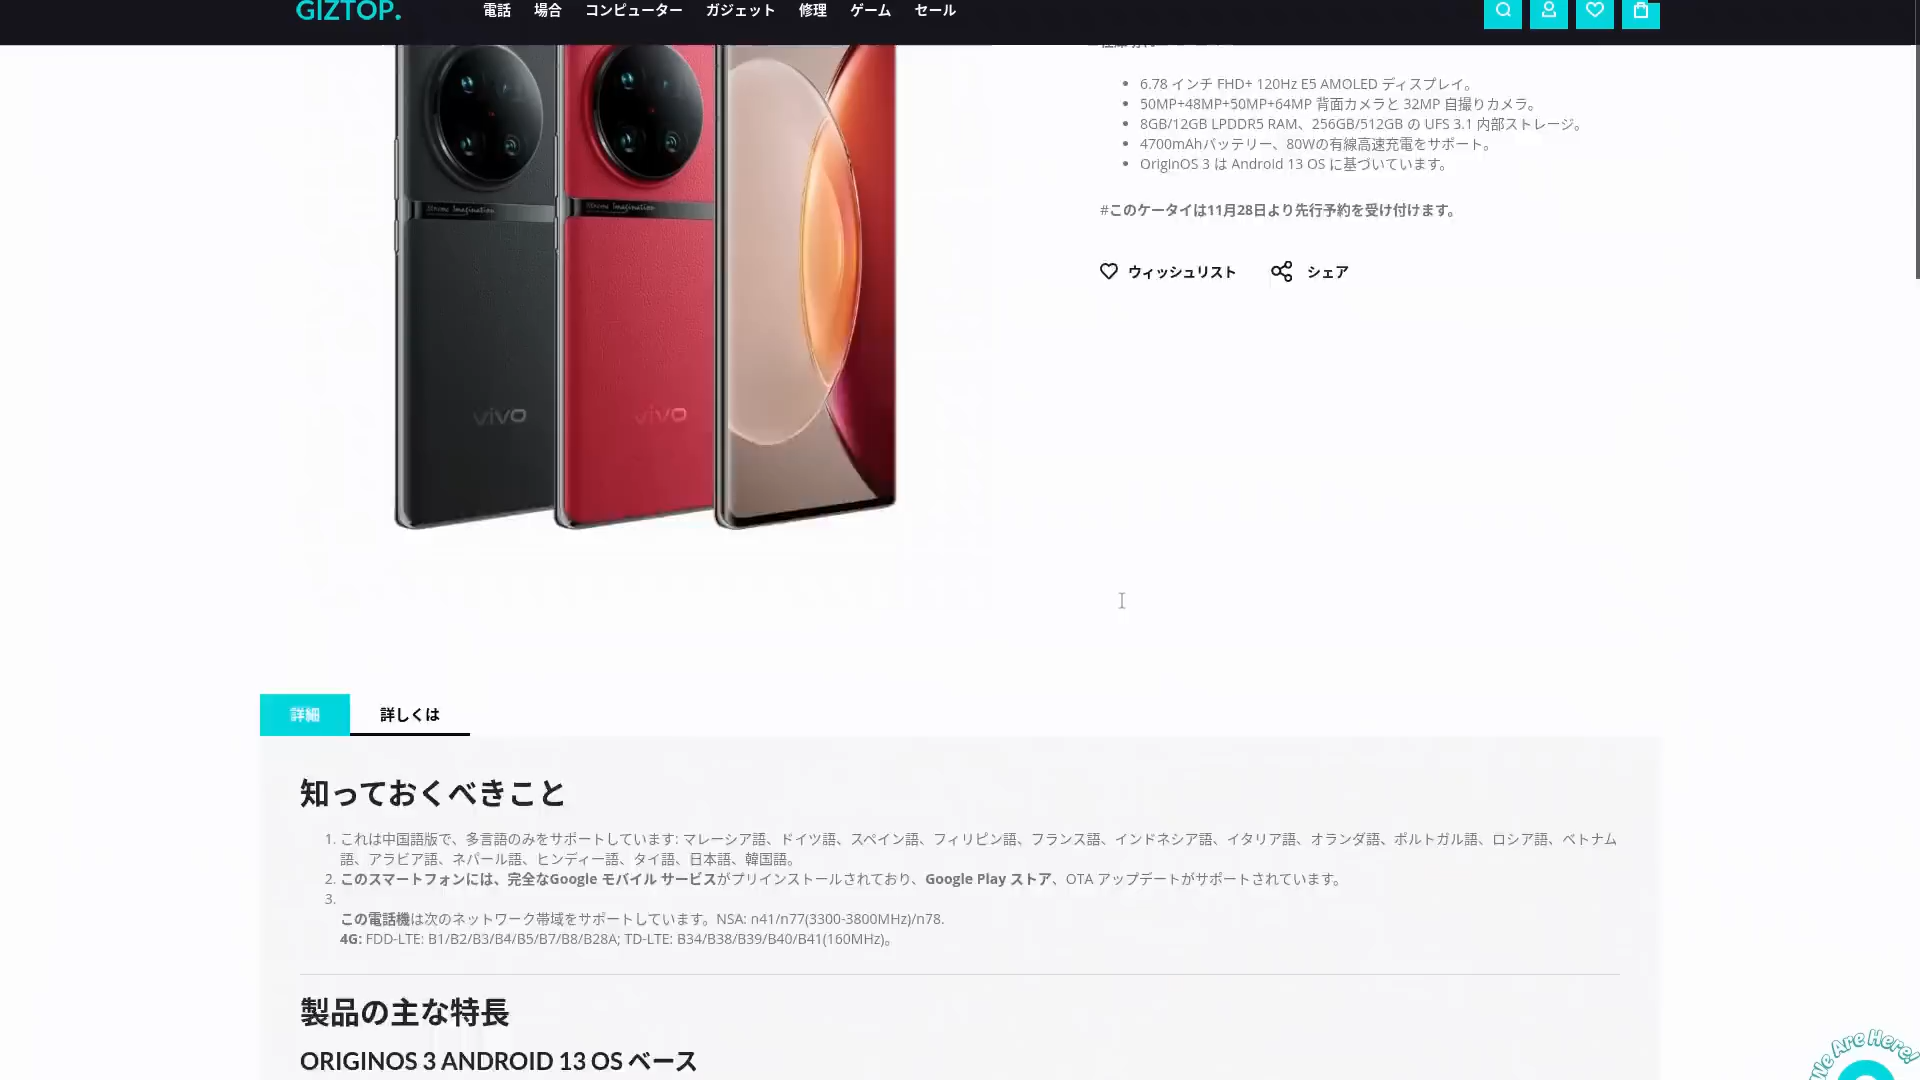 GIZTOP.
電話 場合 コンピューター ガジェット 修理 ゲーム セール
6.78 インチ FHD+ 120Hz E5 AMOLED ディスプレイ。
50MP+48MP+50MP+64MP 背面カメラと 32MP 自撮りカメラ。
8GB/12GB LPDDR5 RAM、256GB/512GB の UFS 3.1 内部ストレージ。
4700mAhバッテリー、80Wの有線高速充電をサポート。
OriginOS 3 は Android 13 OS に基づいています。
#このケータイは11月28日より先行予約を受け付けます。
ウィッシュリスト シェア
Xtreme Imagination Xtreme Imagination
vivo vivo
詳細 詳しくは
知っておくべきこと
1. これは中国語版で、多言語のみをサポートしています: マレーシア語、ドイツ語、スペイン語、フィリピン語、フランス語、インドネシア語、イタリア語、オランダ語、ポルトガル語、ロシア語、ベトナム
語、アラビア語、ネパール語、ヒンディー語、タイ語、日本語、韓国語。
2. このスマートフォンには、完全なGoogle モバイル サービスがプリインストールされており、Google Play ストア、OTA アップデートがサポートされています。
3.
この電話機は次のネットワーク帯域をサポートしています。NSA: n41/n77(3300-3800MHz)/n78.
4G: FDD-LTE: B1/B2/B3/B4/B5/B7/B8/B28A; TD-LTE: B34/B38/B39/B40/B41(160MHz)。
製品の主な特長
ORIGINOS 3 ANDROID 13 OS ベース
We Are Here!